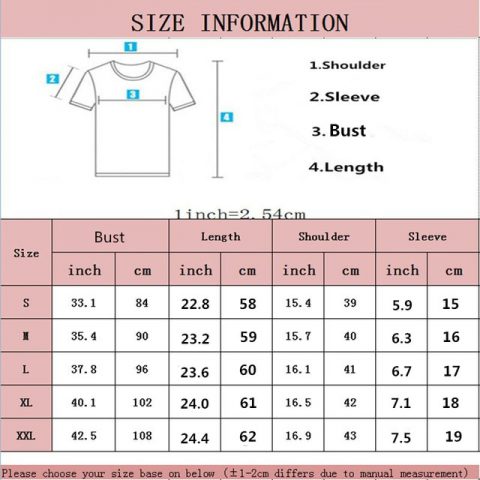 SIZE INFORMATION
1
2
3
4
1.Shoulder
2.Sleeve
3.Bust
4.Length
1inch=2.54cm
Size Bust Length Shoulder Sleeve
inch cm inch cm inch cm inch cm
S 33.1 84 22.8 58 15.4 39 5.9 15
M 35.4 90 23.2 59 15.7 40 6.3 16
L 37.8 96 23.6 60 16.1 41 6.7 17
XL 40.1 102 24.0 61 16.5 42 7.1 18
XXL 42.5 108 24.4 62 16.9 43 7.5 19
Please choose your size base on below (±1-2cm differs due to manual measurement)